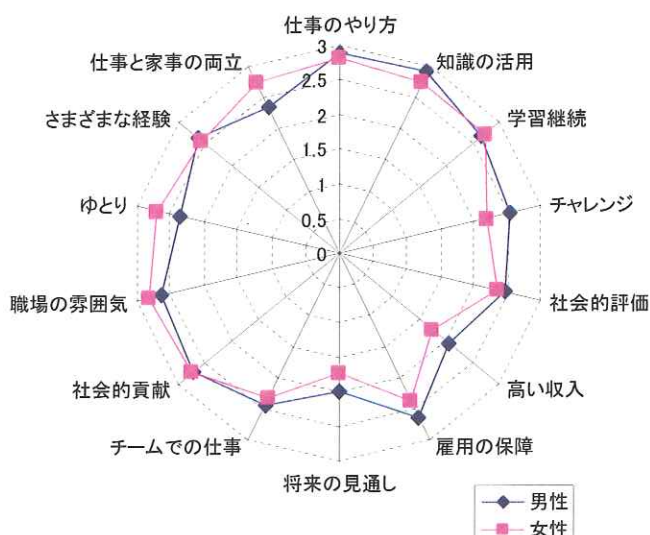 仕事のやり方
知識の活用
学習継続
チャレンジ
社会的評価
高い収入
雇用の保障
将来の見通し
チームでの仕事
社会的貢献
職場の雰囲気
ゆとり
さまざまな経験
仕事と家事の両立
3
2.5
2
1.5
1
0.5
0
男性
女性